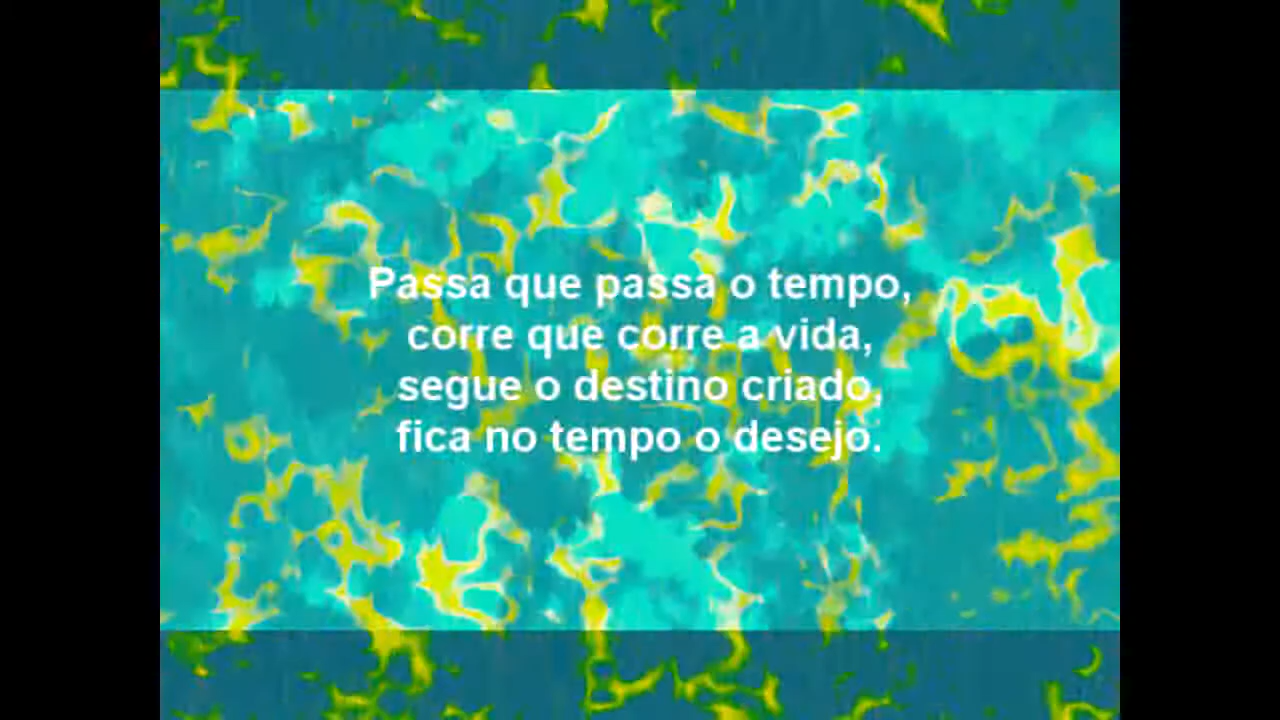 Passa que passa o tempo,
corre que corre a vida,
segue o destino criado,
fica no tempo o desejo.